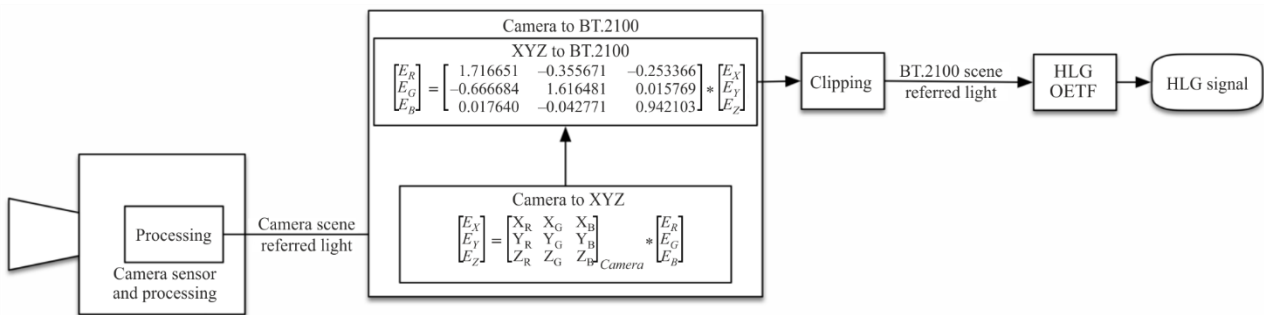 Camera to BT.2100
XYZ to BT.2100
[E_R] [1.716651 –0.355671 –0.253366] [E_X]
[E_G] = [–0.666684 1.616481 0.015769] * [E_Y]
[E_B] [0.017640 –0.042771 0.942103] [E_Z]
Clipping
BT.2100 scene
referred light
HLG
OETF
HLG signal
Camera to XYZ
[E_X] [X_R X_G X_B] [E_R]
[E_Y] = [Y_R Y_G Y_B] * [E_G]
[E_Z] [Z_R Z_G Z_B]_Camera [E_B]
Processing
Camera sensor
and processing
Camera scene
referred light